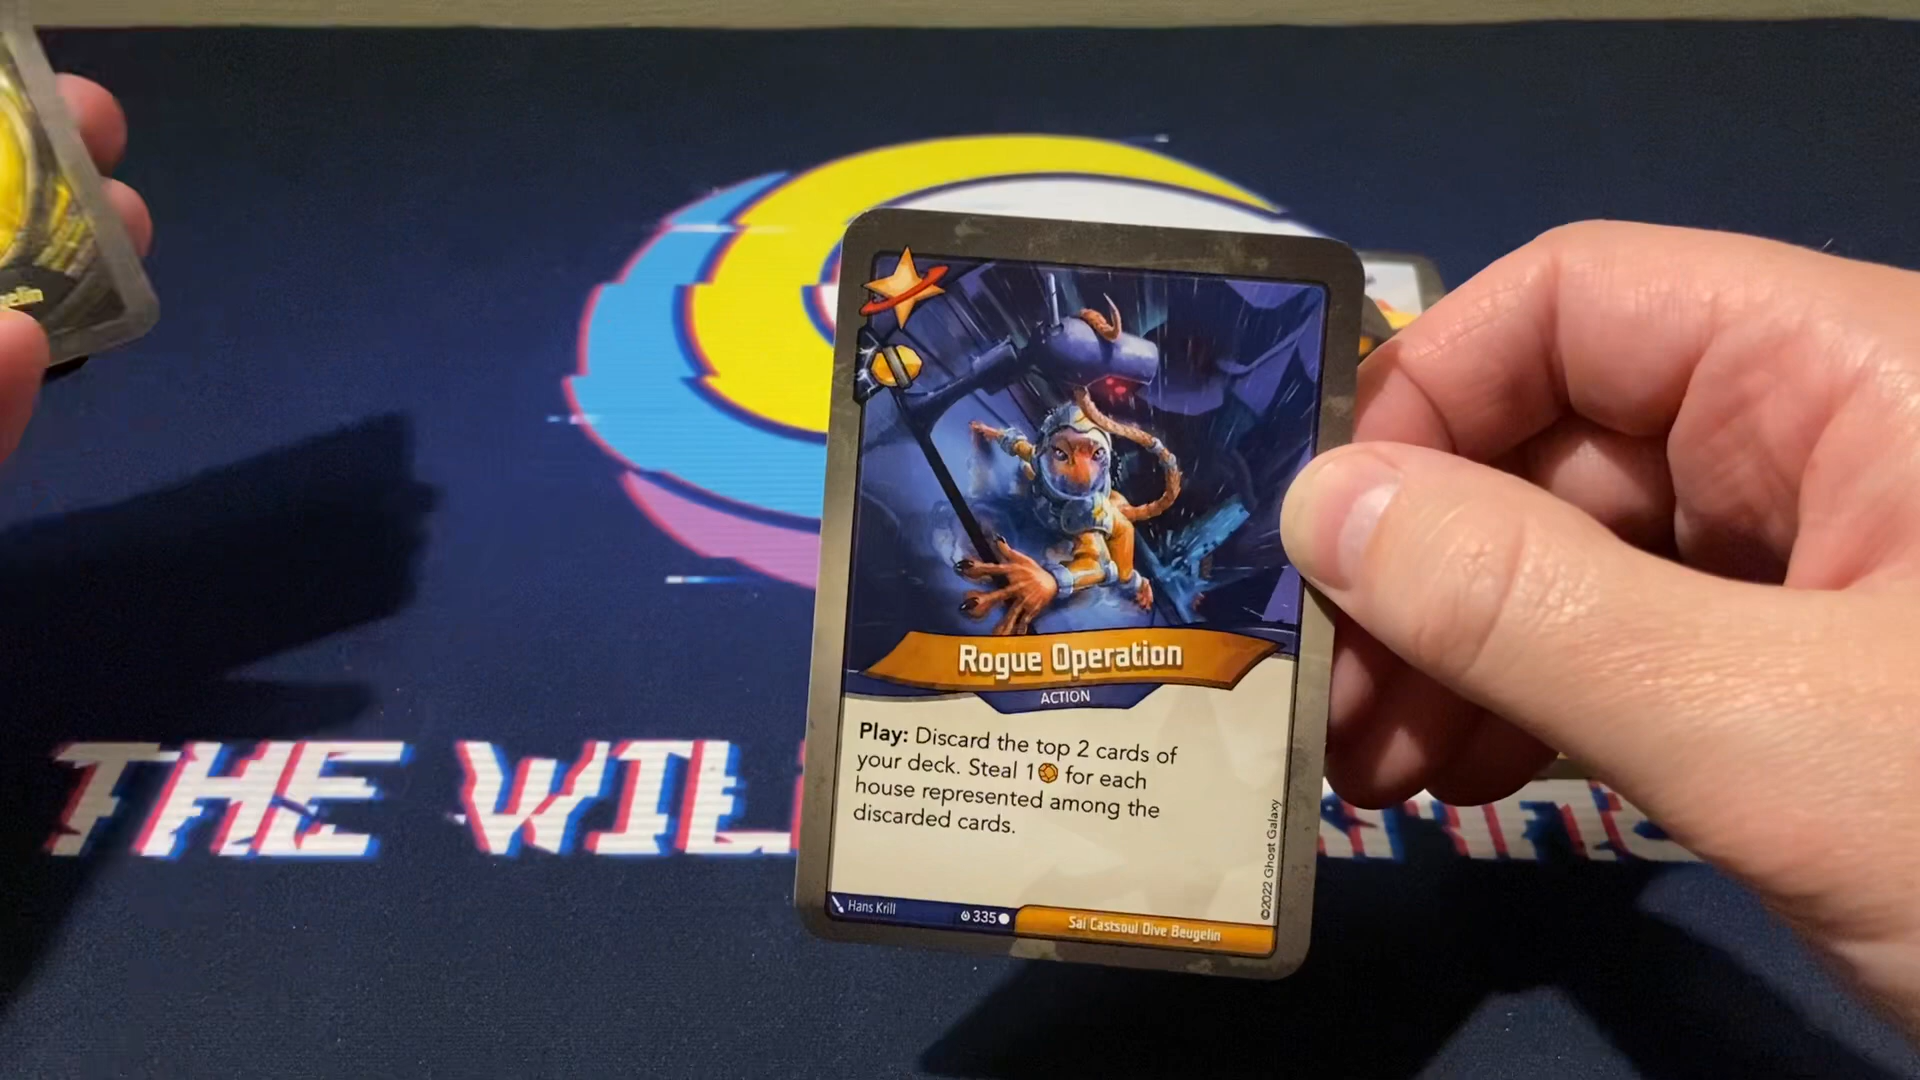 Rogue Operation
ACTION
Play: Discard the top 2 cards of
your deck. Steal 1 for each
house represented among the
discarded cards.
©2022 Ghost Galaxy
Hans Krill
335
Sai Castsoul Dive Beugelin
THE